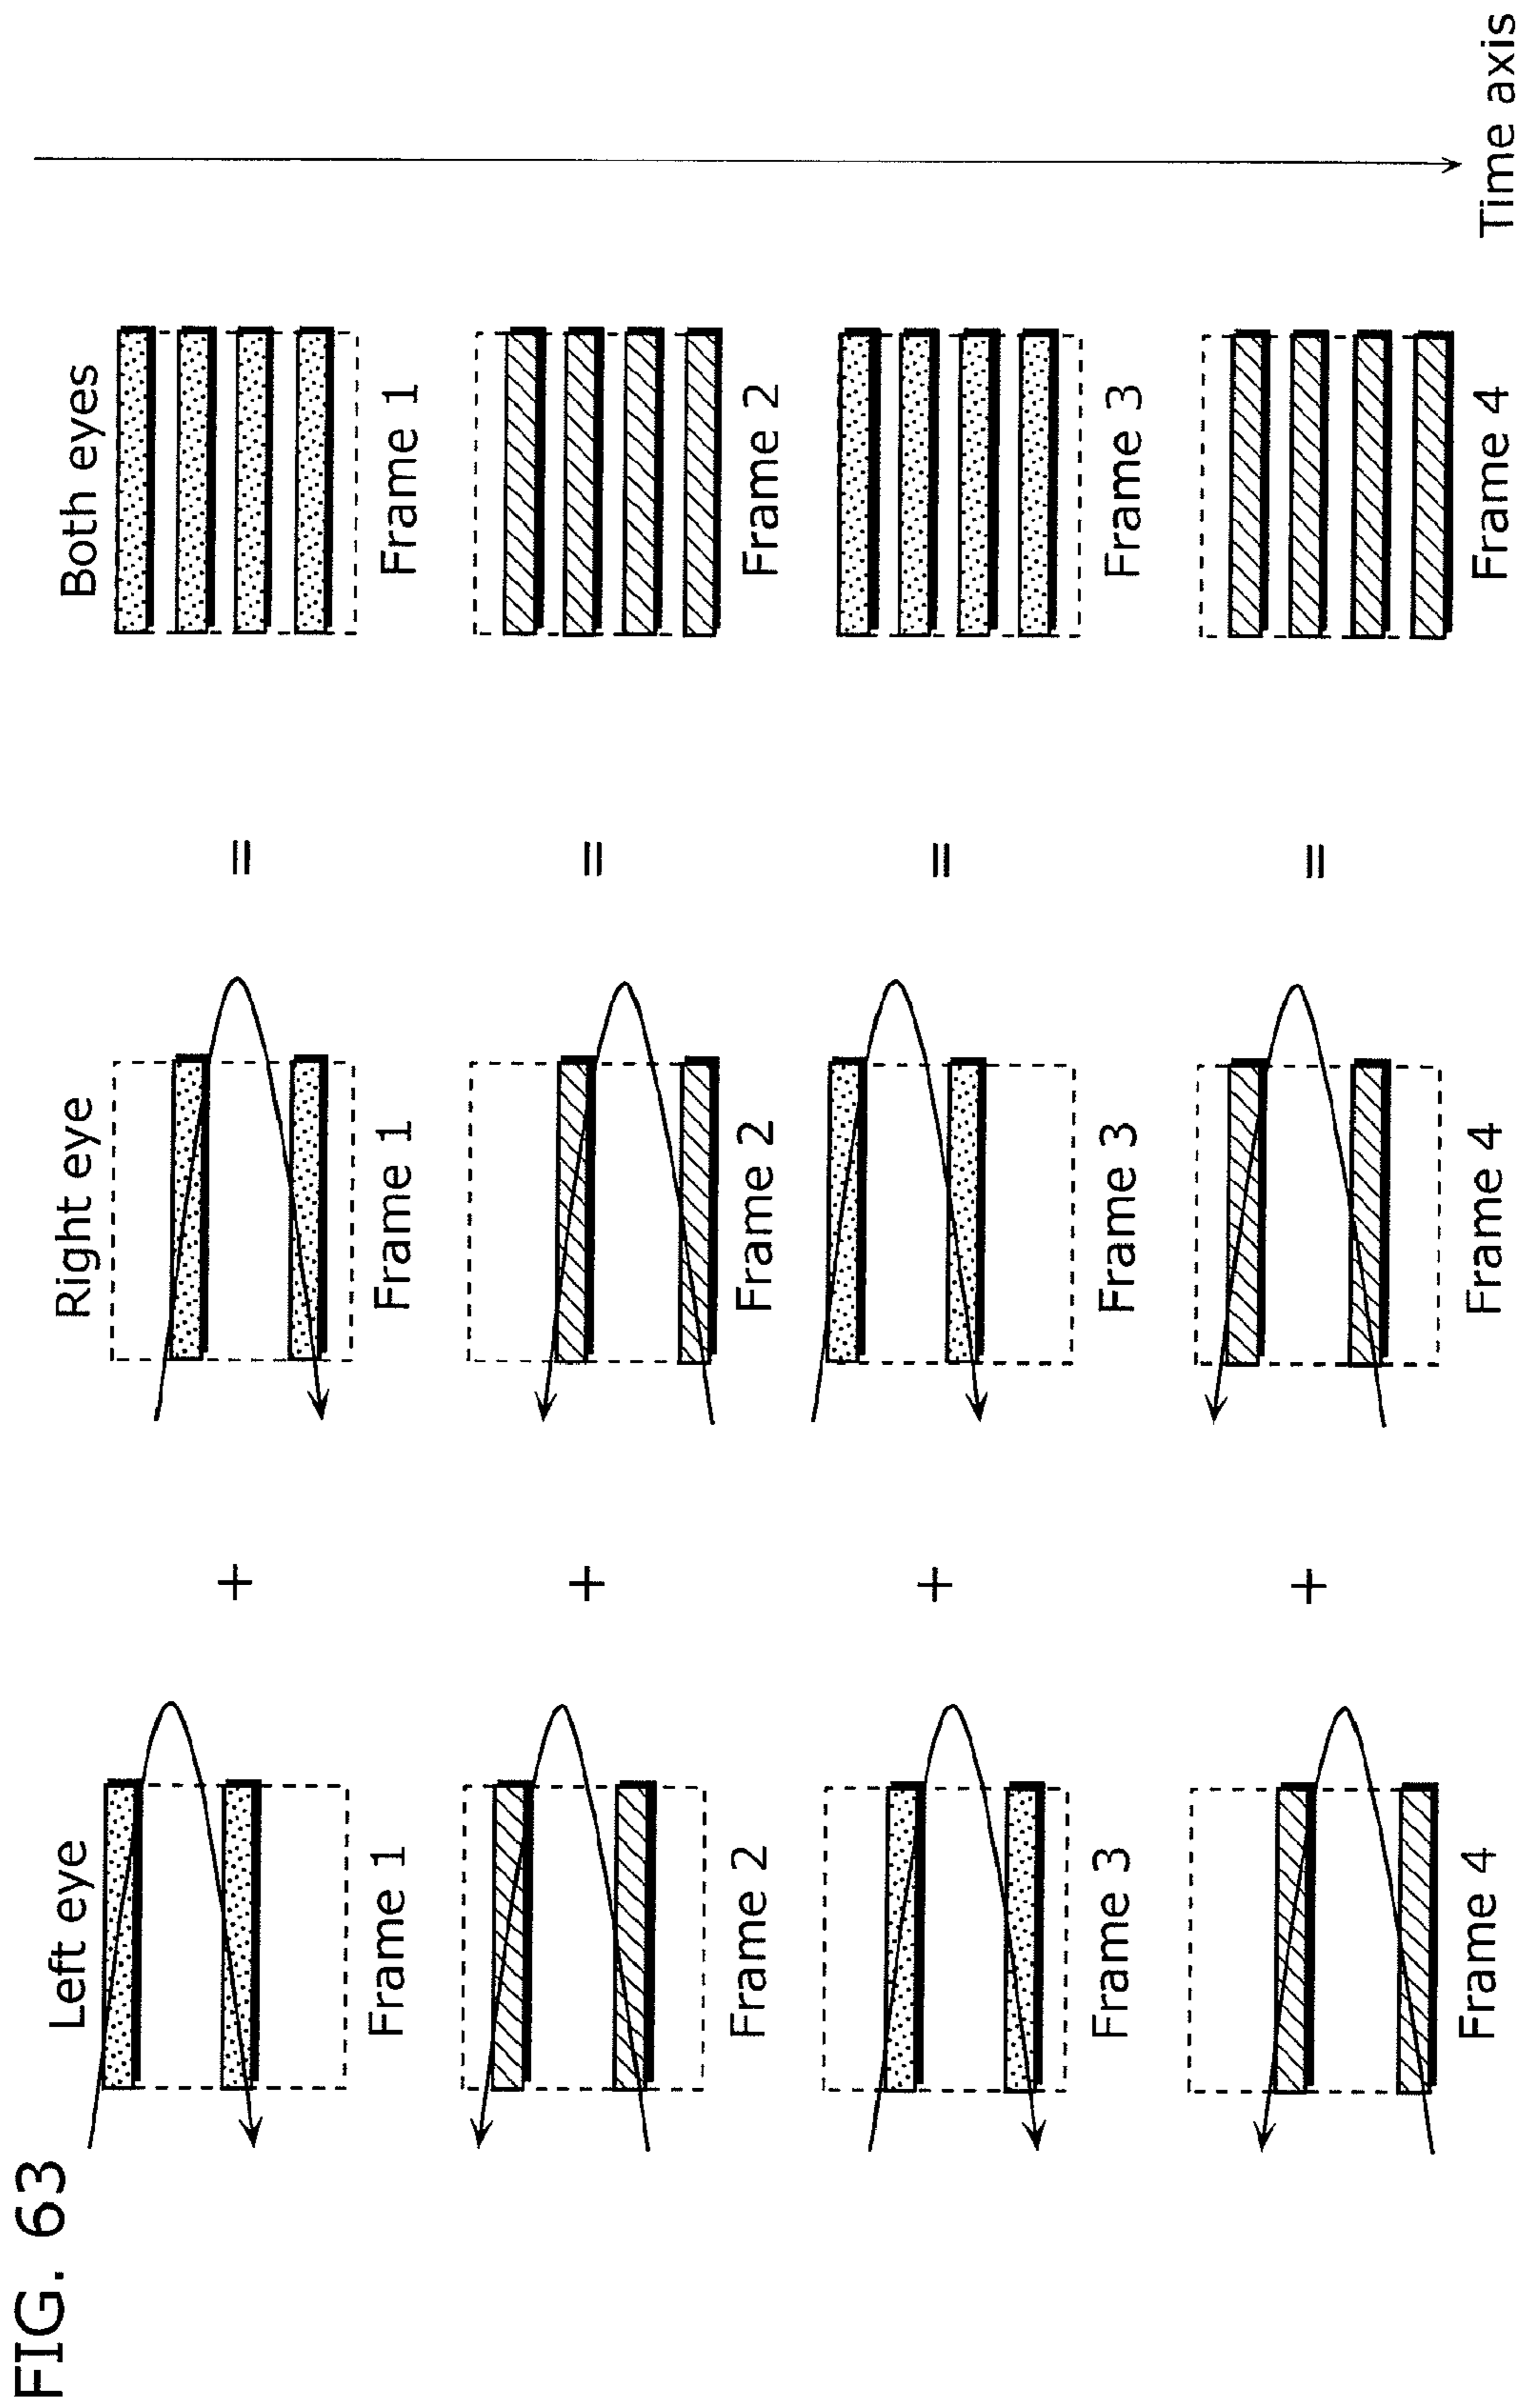 FIG. 63
Left eye
Right eye
Both eyes
+
=
Frame 1
Frame 1
Frame 1
+
=
Frame 2
Frame 2
Frame 2
+
=
Frame 3
Frame 3
Frame 3
+
=
Frame 4
Frame 4
Frame 4
Time axis